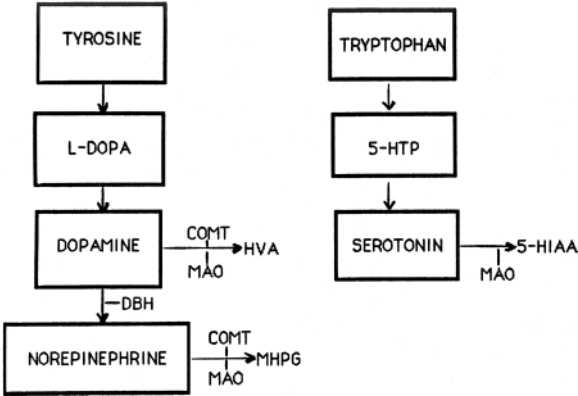 TYROSINE
L-DOPA
DOPAMINE
COMT
HVA
MAO
DBH
NOREPINEPHRINE
COMT
MHPG
MAO
TRYPTOPHAN
5-HTP
SEROTONIN
5-HIAA
MAO